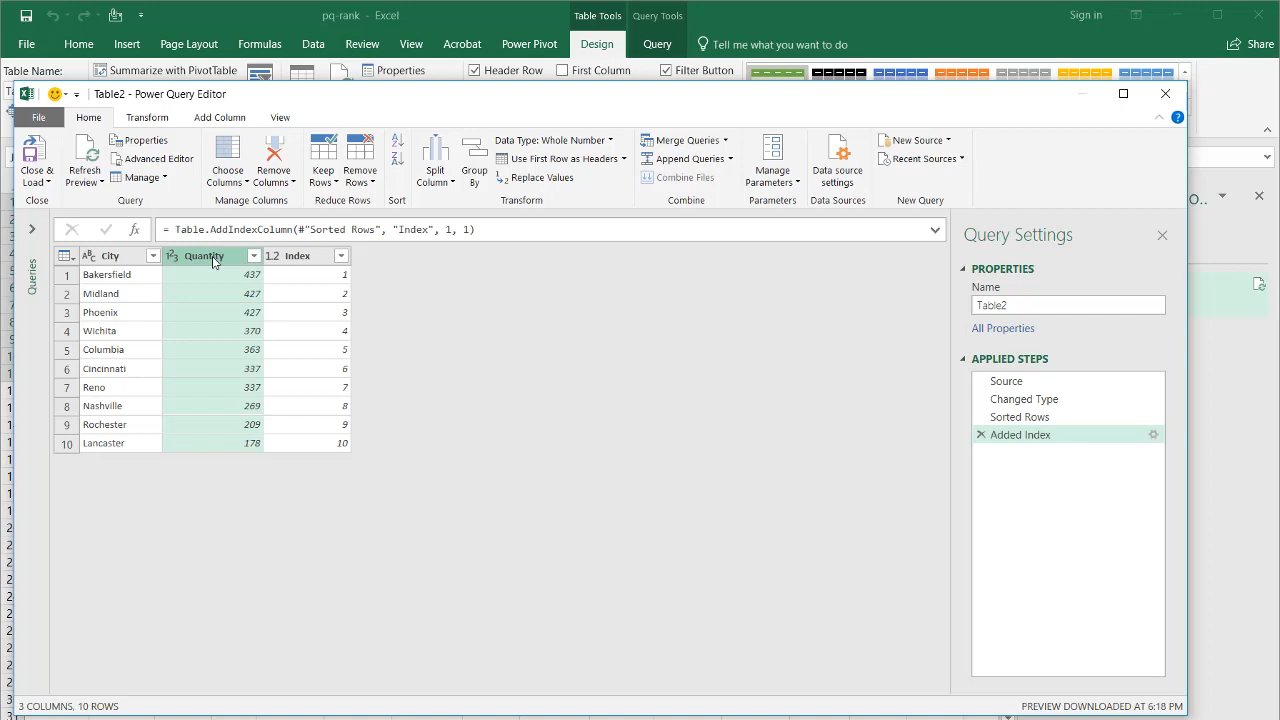 pq-rank - Excel
Table Tools
Query Tools
Sign in
File Home Insert Page Layout Formulas Data Review View Acrobat Power Pivot Design Query Tell me what you want to do Share
Table Name: Summarize with PivotTable Properties Header Row First Column Filter Button
Table2 - Power Query Editor
File Home Transform Add Column View
Close & Load
Refresh Preview
Properties
Advanced Editor
Manage
Choose Columns
Remove Columns
Keep Rows
Remove Rows
Split Column
Group By
Data Type: Whole Number
Use First Row as Headers
Replace Values
Merge Queries
Append Queries
Combine Files
Manage Parameters
Data source settings
New Source
Recent Sources
Close Query Manage Columns Reduce Rows Sort Transform Combine Parameters Data Sources New Query
fx = Table.AddIndexColumn(#"Sorted Rows", "Index", 1, 1)
Queries
ABC City 123 Quantity 1.2 Index
1 Bakersfield 437 1
2 Midland 427 2
3 Phoenix 427 3
4 Wichita 370 4
5 Columbia 363 5
6 Cincinnati 337 6
7 Reno 337 7
8 Nashville 269 8
9 Rochester 209 9
10 Lancaster 178 10
Query Settings
PROPERTIES
Name
Table2
All Properties
APPLIED STEPS
Source
Changed Type
Sorted Rows
Added Index
3 COLUMNS, 10 ROWS
PREVIEW DOWNLOADED AT 6:18 PM